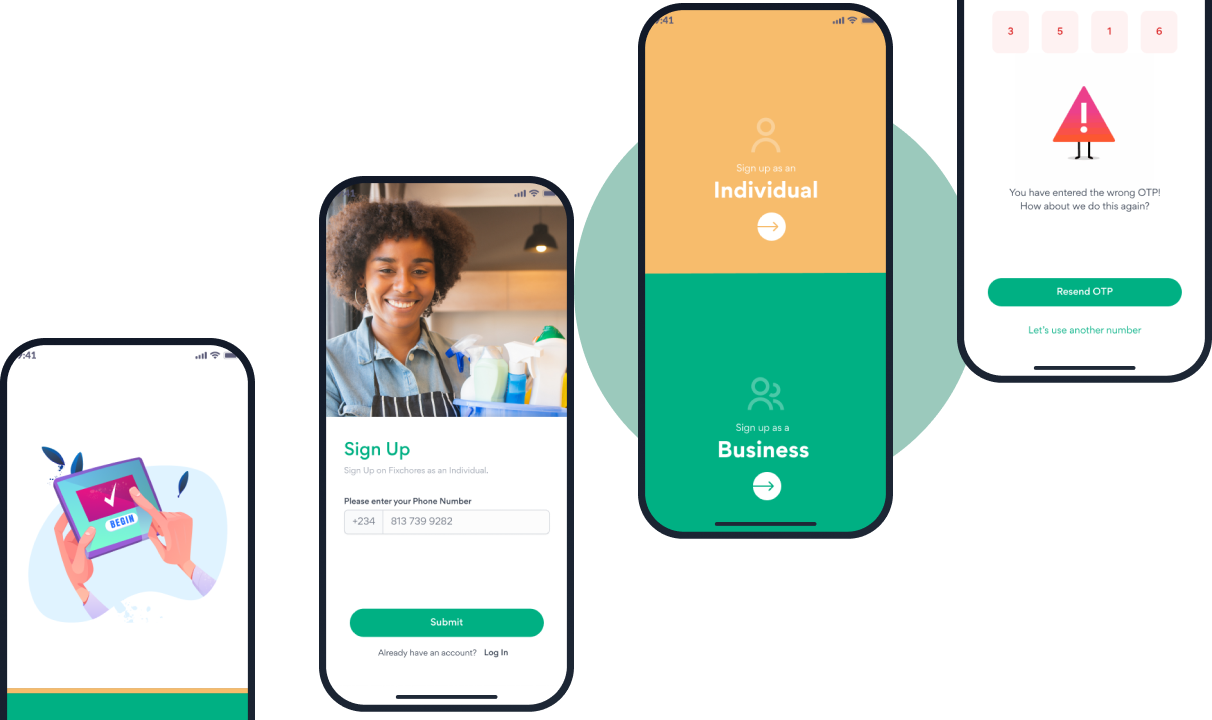 9:41
BEGIN
Sign Up
Sign Up on Fixchores as an Individual.
Please enter your Phone Number
+234 813 739 9282
Submit
Already have an account? Log In
9:41
Sign up as an
Individual
Sign up as a
Business
3 5 1 6
You have entered the wrong OTP!
How about we do this again?
Resend OTP
Let's use another number